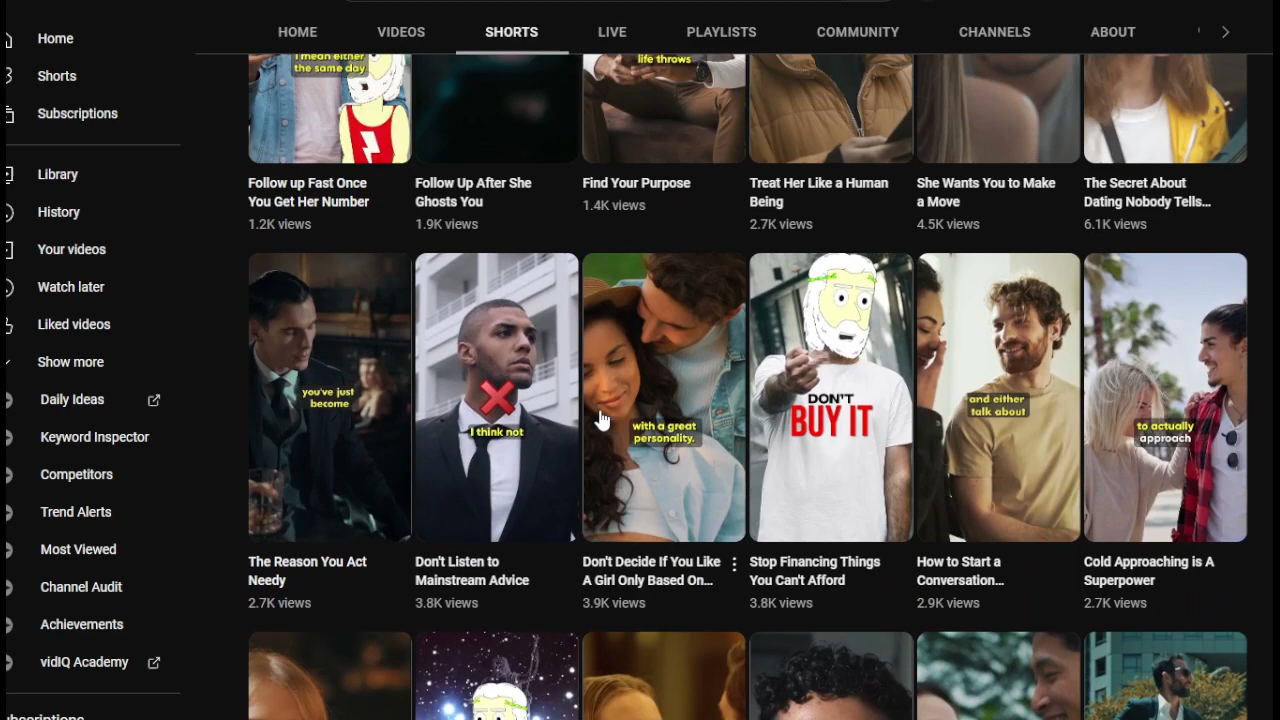 HOME
VIDEOS
SHORTS
LIVE
PLAYLISTS
COMMUNITY
CHANNELS
ABOUT
Home
Shorts
Subscriptions
Library
History
Your videos
Watch later
Liked videos
Show more
Daily Ideas
Keyword Inspector
Competitors
Trend Alerts
Most Viewed
Channel Audit
Achievements
vidIQ Academy
I mean either
the same day
life throws
Follow up Fast Once
You Get Her Number
1.2K views
Follow Up After She
Ghosts You
1.9K views
Find Your Purpose
1.4K views
Treat Her Like a Human
Being
2.7K views
She Wants You to Make
a Move
4.5K views
The Secret About
Dating Nobody Tells…
6.1K views
you've just
become
I think not
with a great
personality.
DON'T
BUY IT
and either
talk about
to actually
approach
The Reason You Act
Needy
2.7K views
Don't Listen to
Mainstream Advice
3.8K views
Don't Decide If You Like
A Girl Only Based On...
3.9K views
Stop Financing Things
You Can't Afford
3.8K views
How to Start a
Conversation…
2.9K views
Cold Approaching is A
Superpower
2.7K views